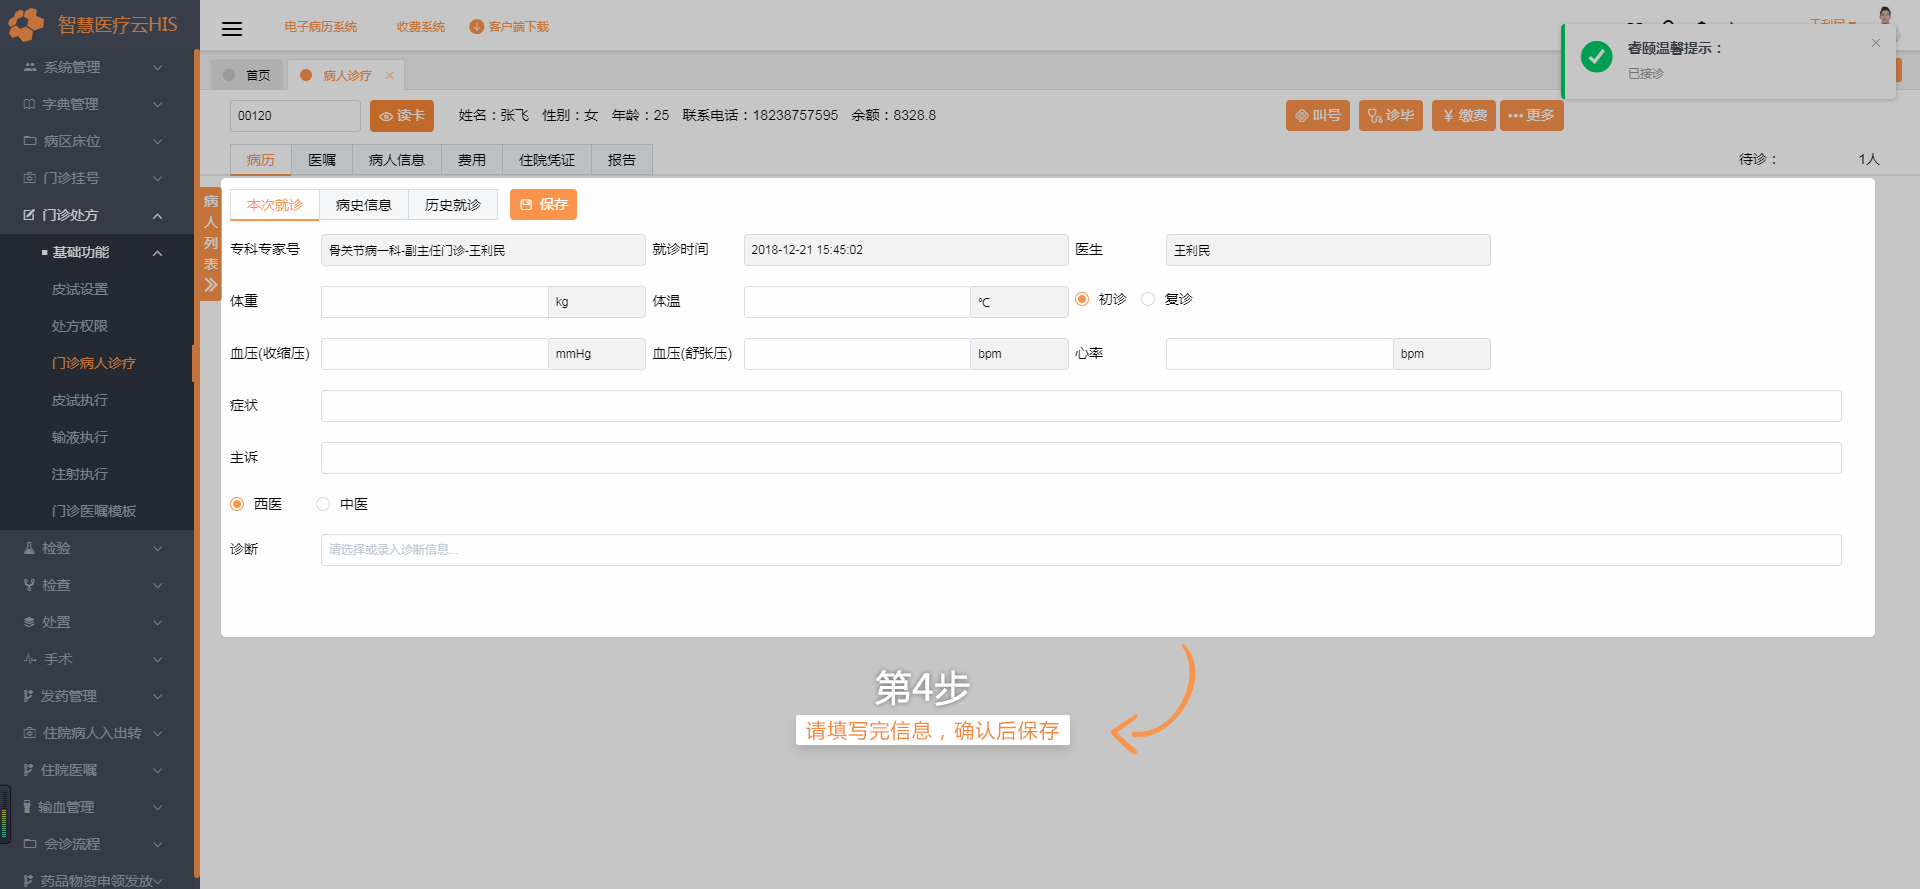 智慧医疗云HIS
电子病历系统 收费系统 客户端下载
王利民
睿颐温馨提示：
已接诊
首页 病人诊疗
00120 读卡 姓名：张飞 性别：女 年龄：25 联系电话：18238757595 余额：8328.8 叫号 诊毕 ¥ 缴费 更多
病历 医嘱 病人信息 费用 住院凭证 报告 待诊： 1人
系统管理
字典管理
病区床位
门诊挂号
门诊处方
基础功能
皮试设置
处方权限
门诊病人诊疗
皮试执行
输液执行
注射执行
门诊医嘱模板
检验
检查
处置
手术
发药管理
住院病人入出转
住院医嘱
输血管理
会诊流程
药品物资申领发放
病人列表
本次就诊 病史信息 历史就诊 保存
专科专家号 骨关节病一科-副主任门诊-王利民 就诊时间 2018-12-21 15:45:02 医生 王利民
体重 kg 体温 ℃ 初诊 复诊
血压(收缩压) mmHg 血压(舒张压) bpm 心率 bpm
症状
主诉
西医 中医
诊断 请选择或录入诊断信息...
第4步
请填写完信息，确认后保存